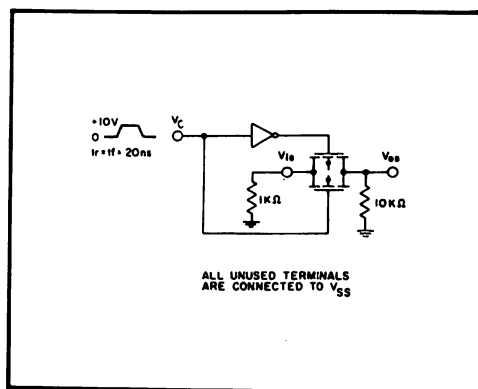 +10V
0
tr = tf = 20ns
VC
Vis
Vos
1KΩ
10KΩ
ALL UNUSED TERMINALS
ARE CONNECTED TO VSS